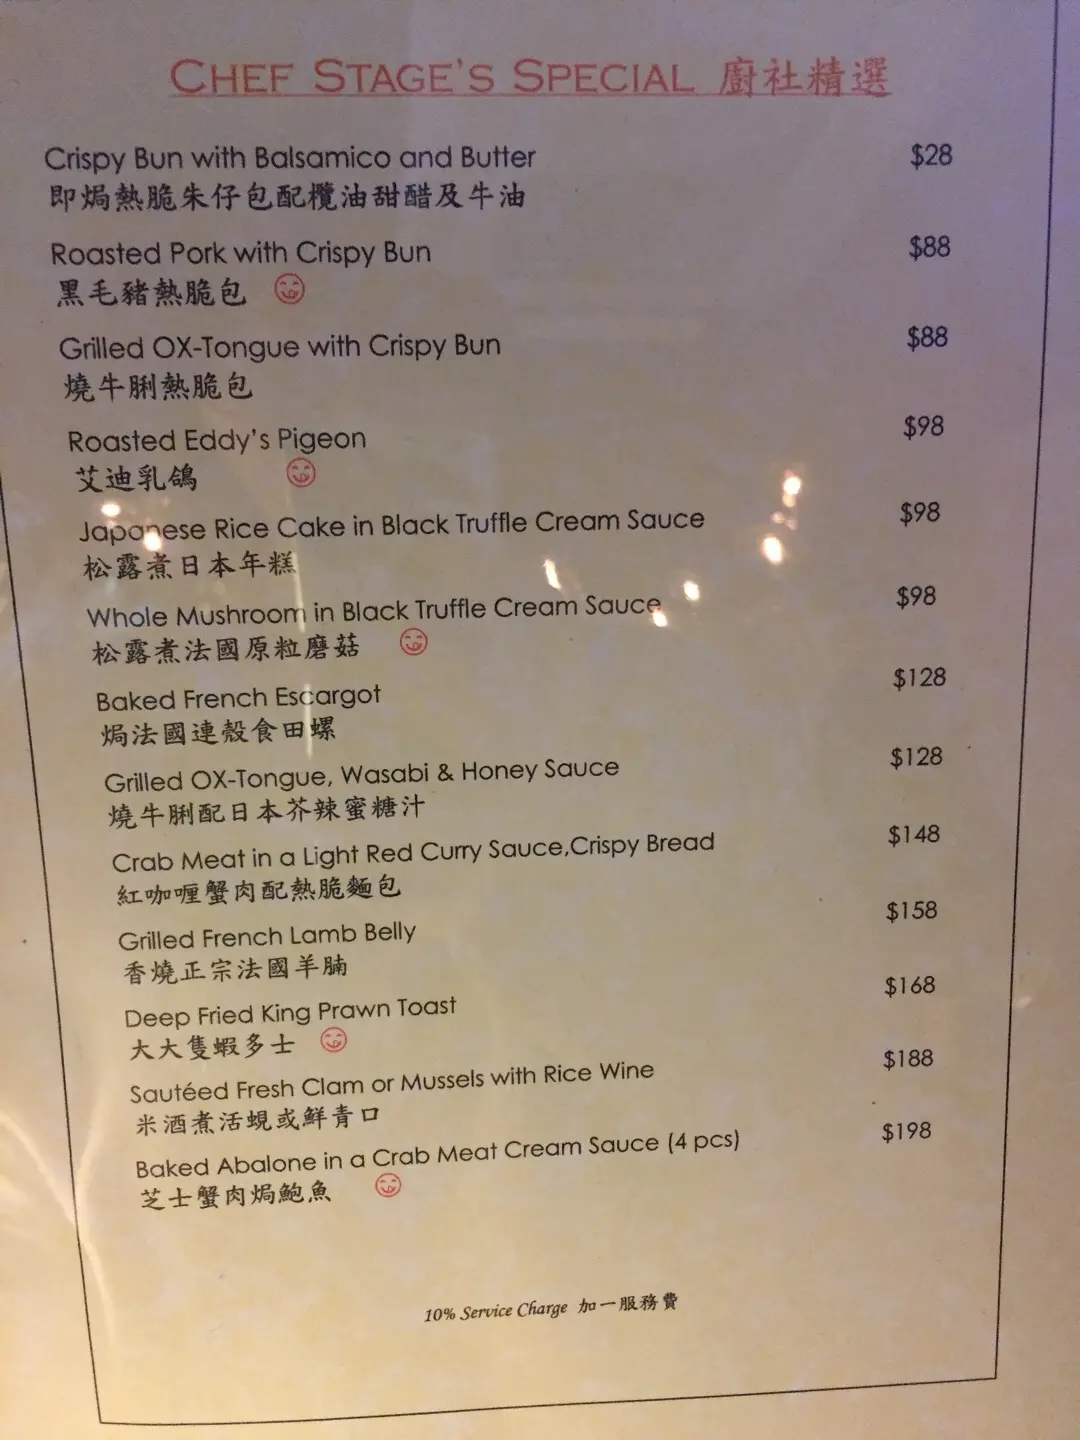 CHEF STAGE'S SPECIAL 廚社精選
Crispy Bun with Balsamico and Butter $28
即焗熱脆朱仔包配欖油甜醋及牛油
Roasted Pork with Crispy Bun $88
黑毛豬熱脆包
Grilled OX-Tongue with Crispy Bun $88
燒牛脷熱脆包
Roasted Eddy's Pigeon $98
艾迪乳鴿
Japanese Rice Cake in Black Truffle Cream Sauce $98
松露煮日本年糕
Whole Mushroom in Black Truffle Cream Sauce $98
松露煮法國原粒磨菇
Baked French Escargot $128
焗法國連殼食田螺
Grilled OX-Tongue, Wasabi & Honey Sauce $128
燒牛脷配日本芥辣蜜糖汁
Crab Meat in a Light Red Curry Sauce,Crispy Bread $148
紅咖喱蟹肉配熱脆麵包
Grilled French Lamb Belly $158
香燒正宗法國羊腩
Deep Fried King Prawn Toast $168
大大隻蝦多士
Sautéed Fresh Clam or Mussels with Rice Wine $188
米酒煮活蜆或鮮青口
Baked Abalone in a Crab Meat Cream Sauce (4 pcs) $198
芝士蟹肉焗鮑魚
10% Service Charge 加一服務費